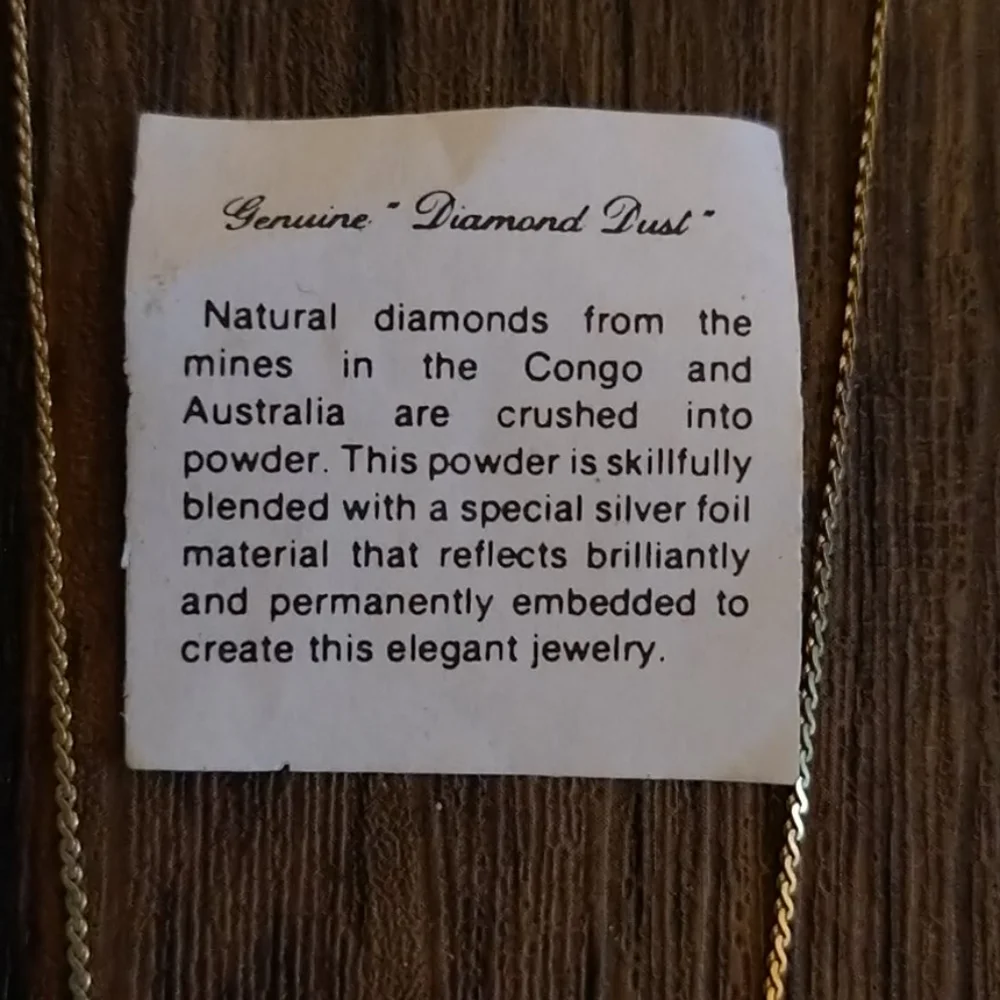 Genuine "Diamond Dust"
Natural diamonds from the
mines in the Congo and
Australia are crushed into
powder. This powder is skillfully
blended with a special silver foil
material that reflects brilliantly
and permanently embedded to
create this elegant jewelry.